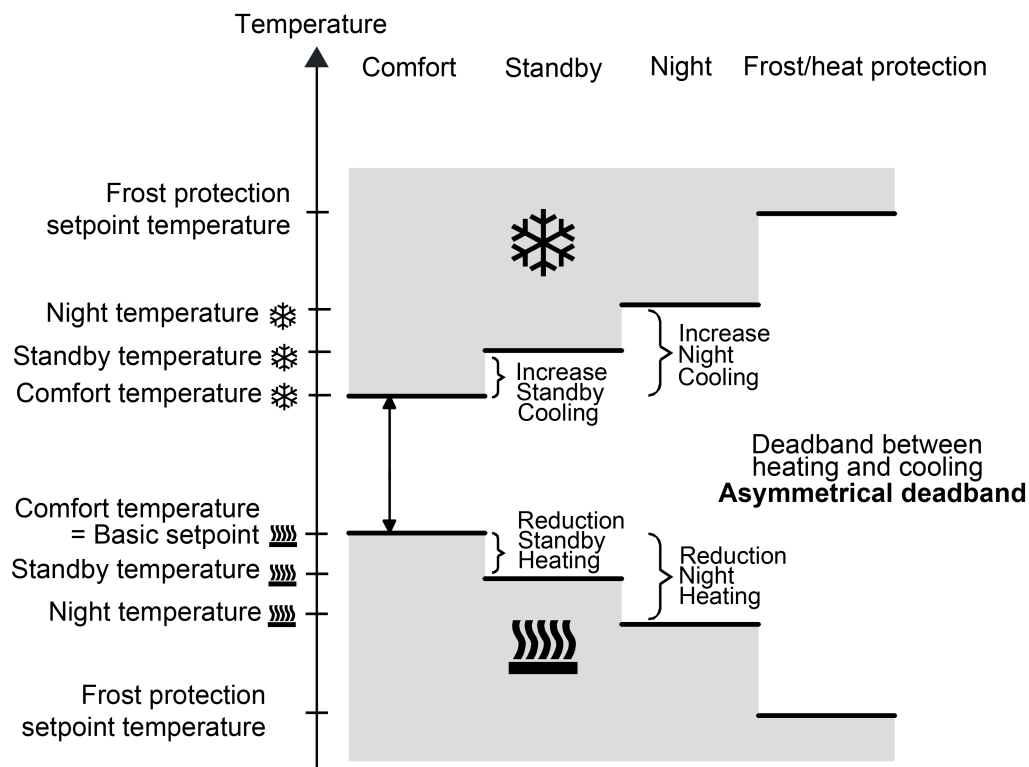 Temperature
Comfort
Standby
Night
Frost/heat protection
Frost protection
setpoint temperature
Night temperature
Standby temperature
Comfort temperature
Increase
Standby
Cooling
Increase
Night
Cooling
Deadband between
heating and cooling
Asymmetrical deadband
Comfort temperature
= Basic setpoint
Standby temperature
Night temperature
Reduction
Standby
Heating
Reduction
Night
Heating
Frost protection
setpoint temperature